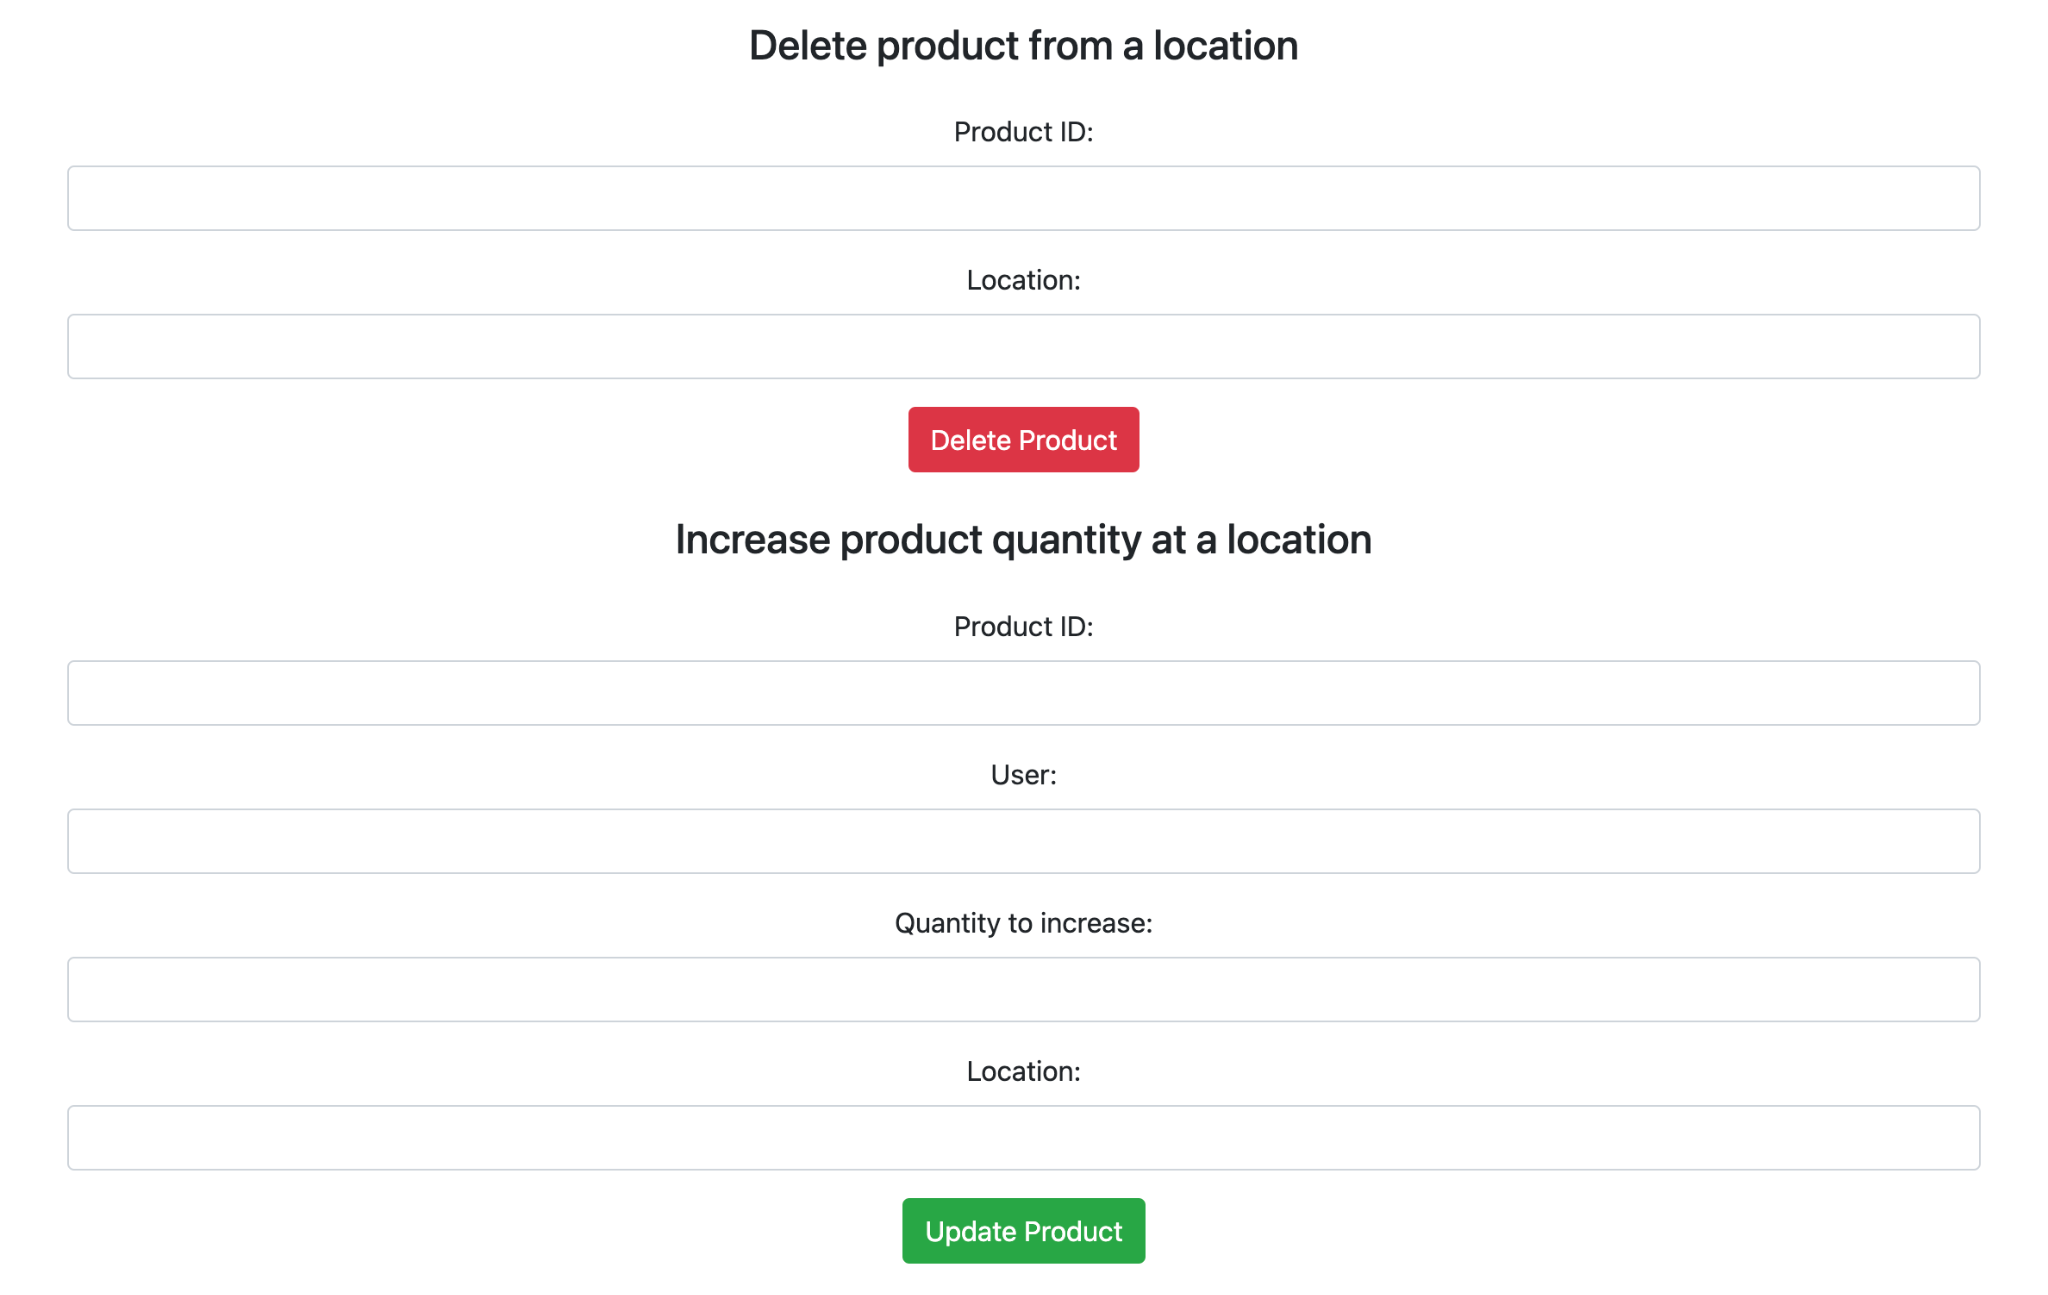 Delete product from a location
Product ID:
Location:
Delete Product
Increase product quantity at a location
Product ID:
User:
Quantity to increase:
Location:
Update Product